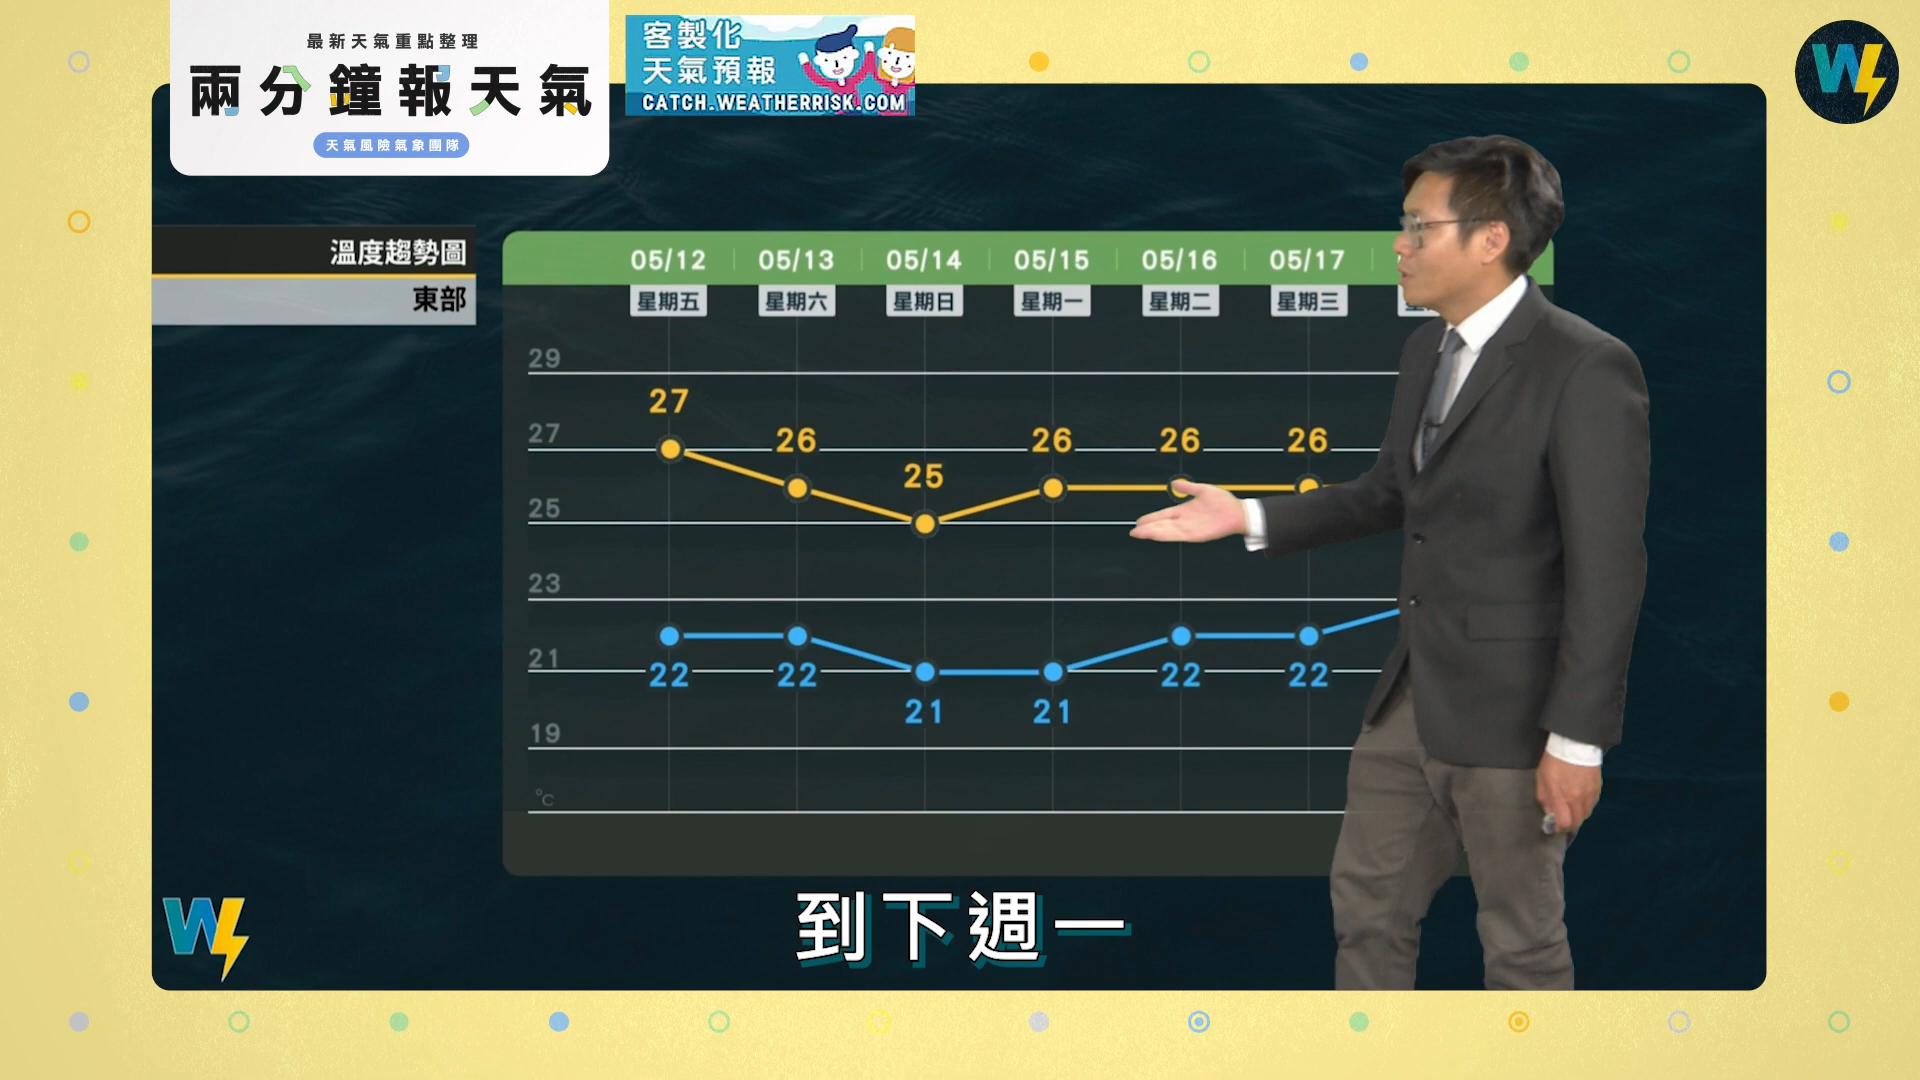 最新天氣重點整理
兩分鐘報天氣
天氣風險氣象團隊
客製化
天氣預報
CATCH.WEATHERRISK.COM
W
溫度趨勢圖
東部
05/12 05/13 05/14 05/15 05/16 05/17
星期五 星期六 星期日 星期一 星期二 星期三
29
27
26 26 26 26
27
25
25
23
21
22 22 22 22
21 21
19
°C
W
到下週一